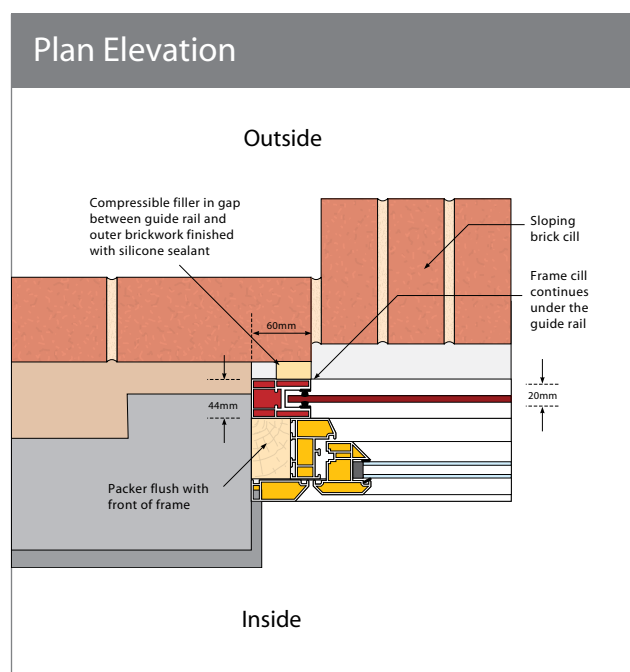 Plan Elevation
Outside
Compressible filler in gap
between guide rail and
outer brickwork finished
with silicone sealant
Sloping
brick cill
Frame cill
continues
under the
guide rail
60mm
44mm
20mm
Packer flush with
front of frame
Inside